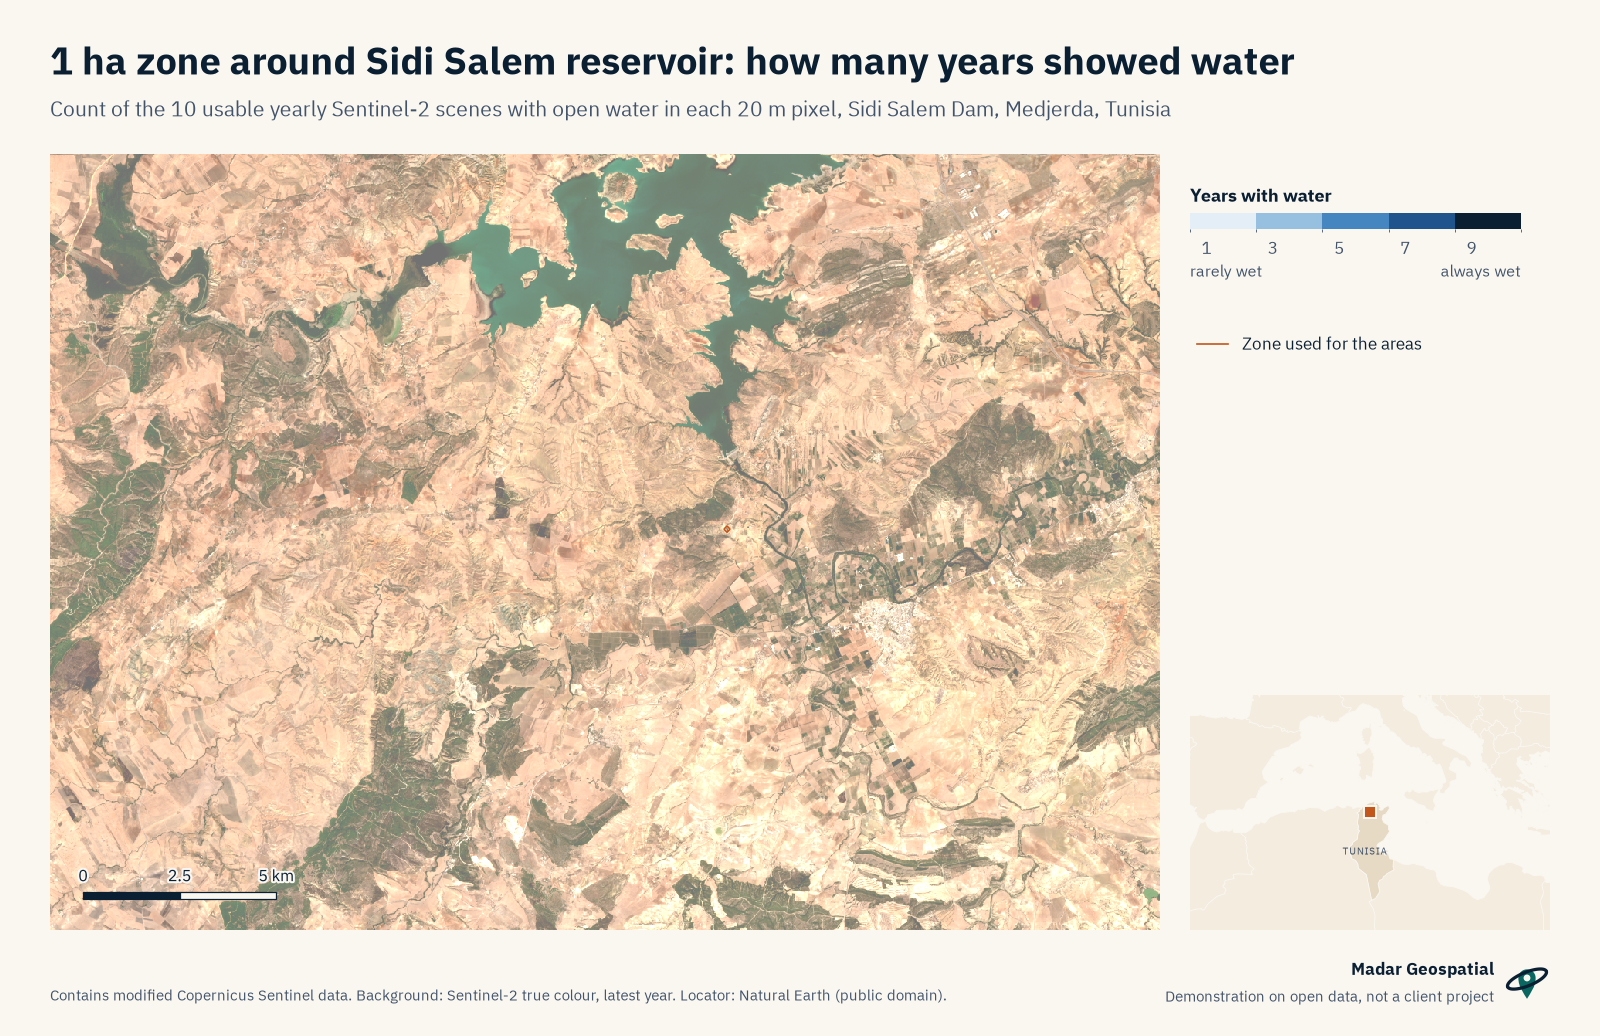 1 ha zone around Sidi Salem reservoir: how many years showed water
Count of the 10 usable yearly Sentinel-2 scenes with open water in each 20 m pixel, Sidi Salem Dam, Medjerda, Tunisia
Years with water
1 3 5 7 9
rarely wet always wet
Zone used for the areas
0 2.5 5 km
TUNISIA
Madar Geospatial
Contains modified Copernicus Sentinel data. Background: Sentinel-2 true colour, latest year. Locator: Natural Earth (public domain).
Demonstration on open data, not a client project